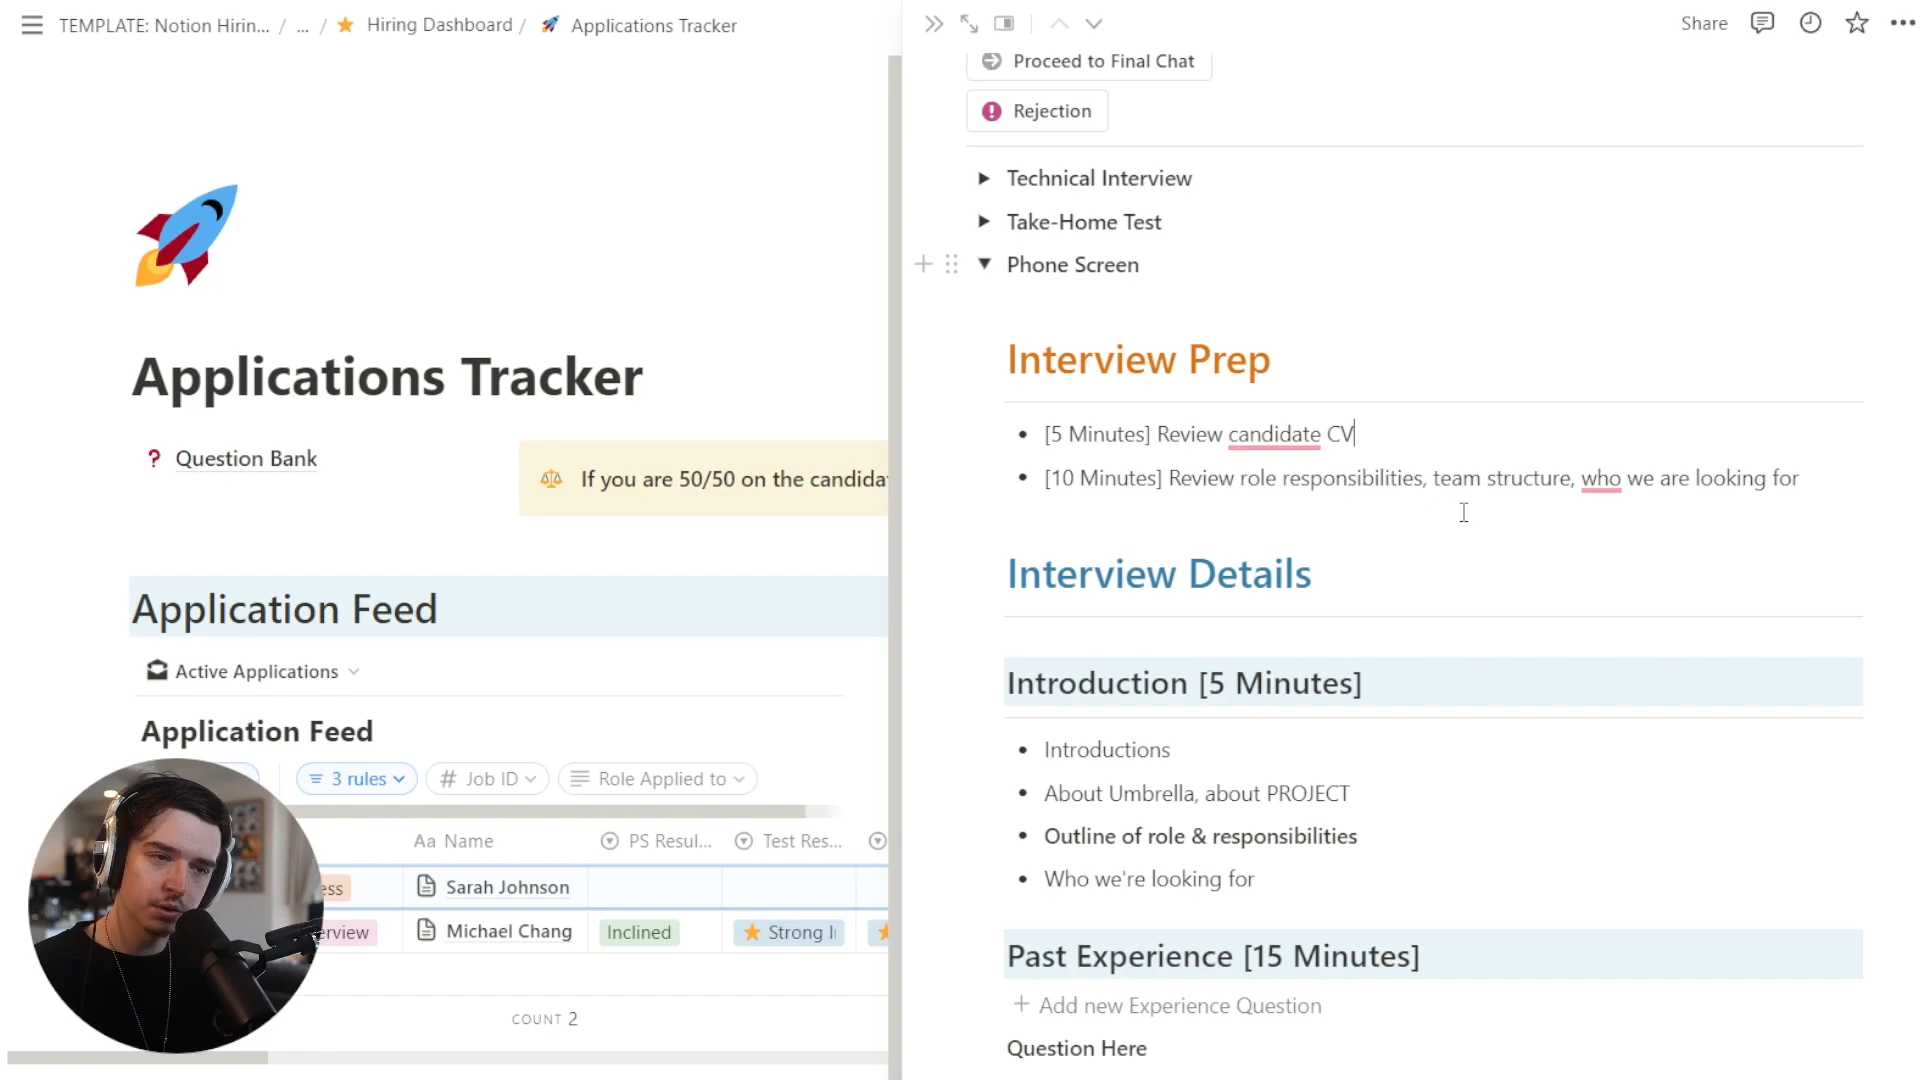 TEMPLATE: Notion Hirin... / ... / Hiring Dashboard / Applications Tracker
Share
Applications Tracker
Question Bank
If you are 50/50 on the candida
Application Feed
Active Applications
Application Feed
3 rules
# Job ID
Role Applied to
Aa Name
PS Resul...
Test Res...
ess
Sarah Johnson
erview
Michael Chang
Inclined
Strong I
COUNT 2
Proceed to Final Chat
Rejection
Technical Interview
Take-Home Test
Phone Screen
Interview Prep
• [5 Minutes] Review candidate CV
• [10 Minutes] Review role responsibilities, team structure, who we are looking for
Interview Details
Introduction [5 Minutes]
• Introductions
• About Umbrella, about PROJECT
• Outline of role & responsibilities
• Who we're looking for
Past Experience [15 Minutes]
+ Add new Experience Question
Question Here